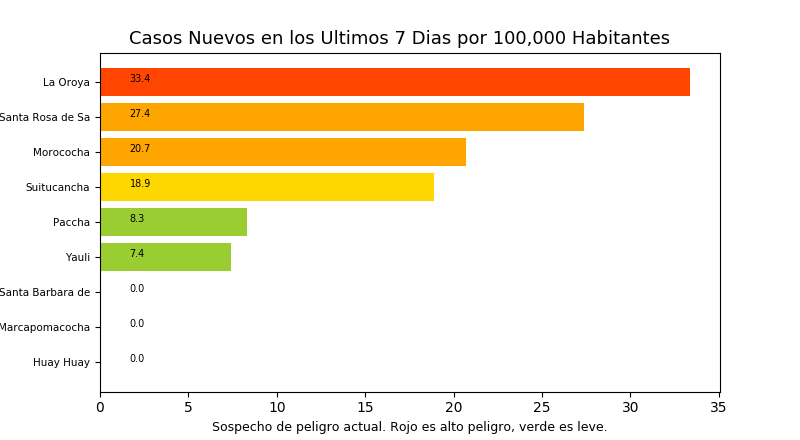 Casos Nuevos en los Ultimos 7 Dias por 100,000 Habitantes
La Oroya 33.4
Santa Rosa de Sa 27.4
Morococha 20.7
Suitucancha 18.9
Paccha 8.3
Yauli 7.4
Santa Barbara de 0.0
Marcapomacocha 0.0
Huay Huay 0.0
0 5 10 15 20 25 30 35
Sospecho de peligro actual. Rojo es alto peligro, verde es leve.